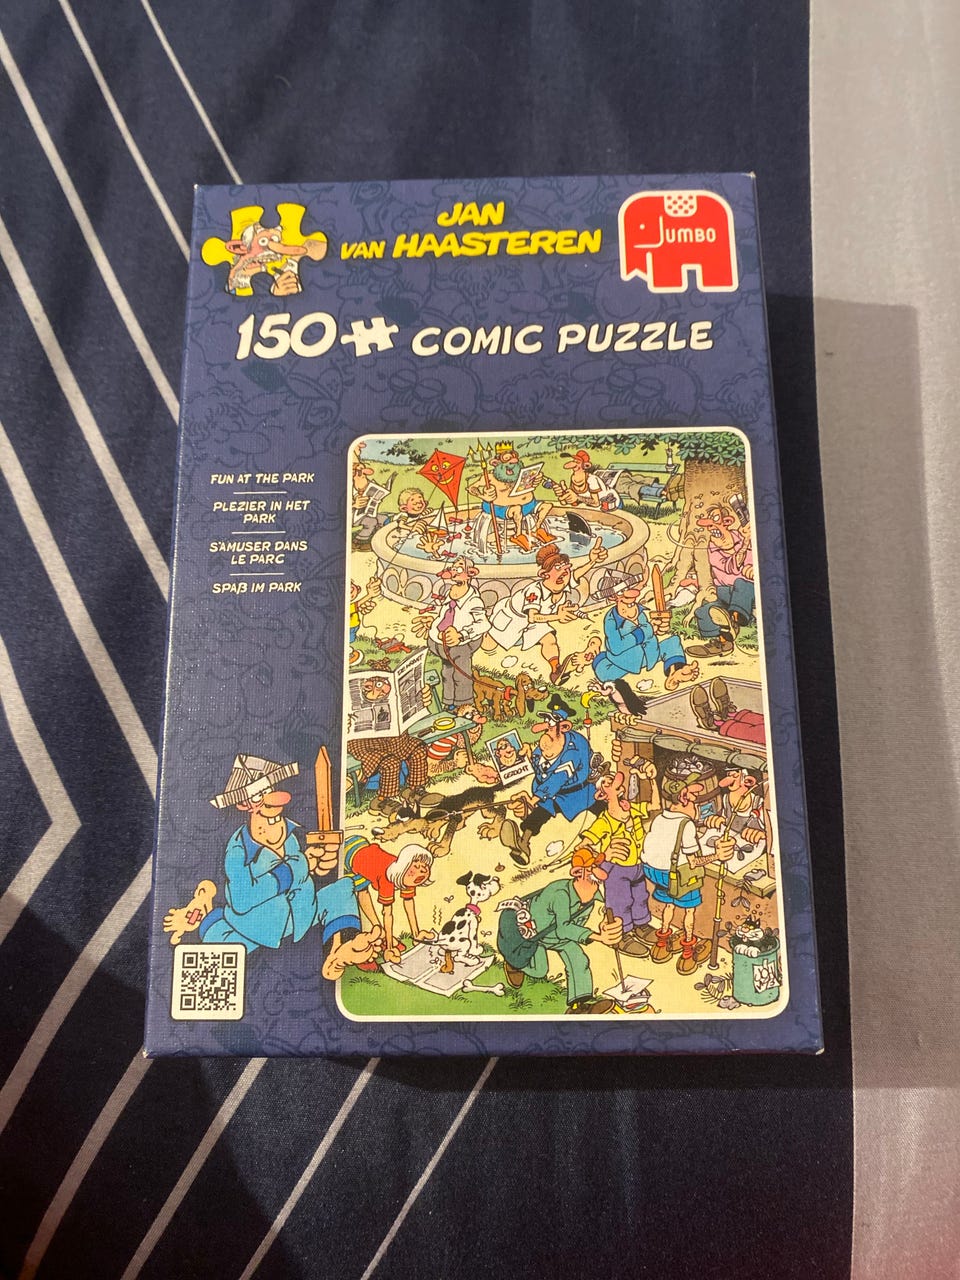 JAN
VAN HAASTEREN
JUMBO
150 COMIC PUZZLE
FUN AT THE PARK
PLEZIER IN HET
PARK
S'AMUSER DANS
LE PARC
SPAß IM PARK
GEZOCHT